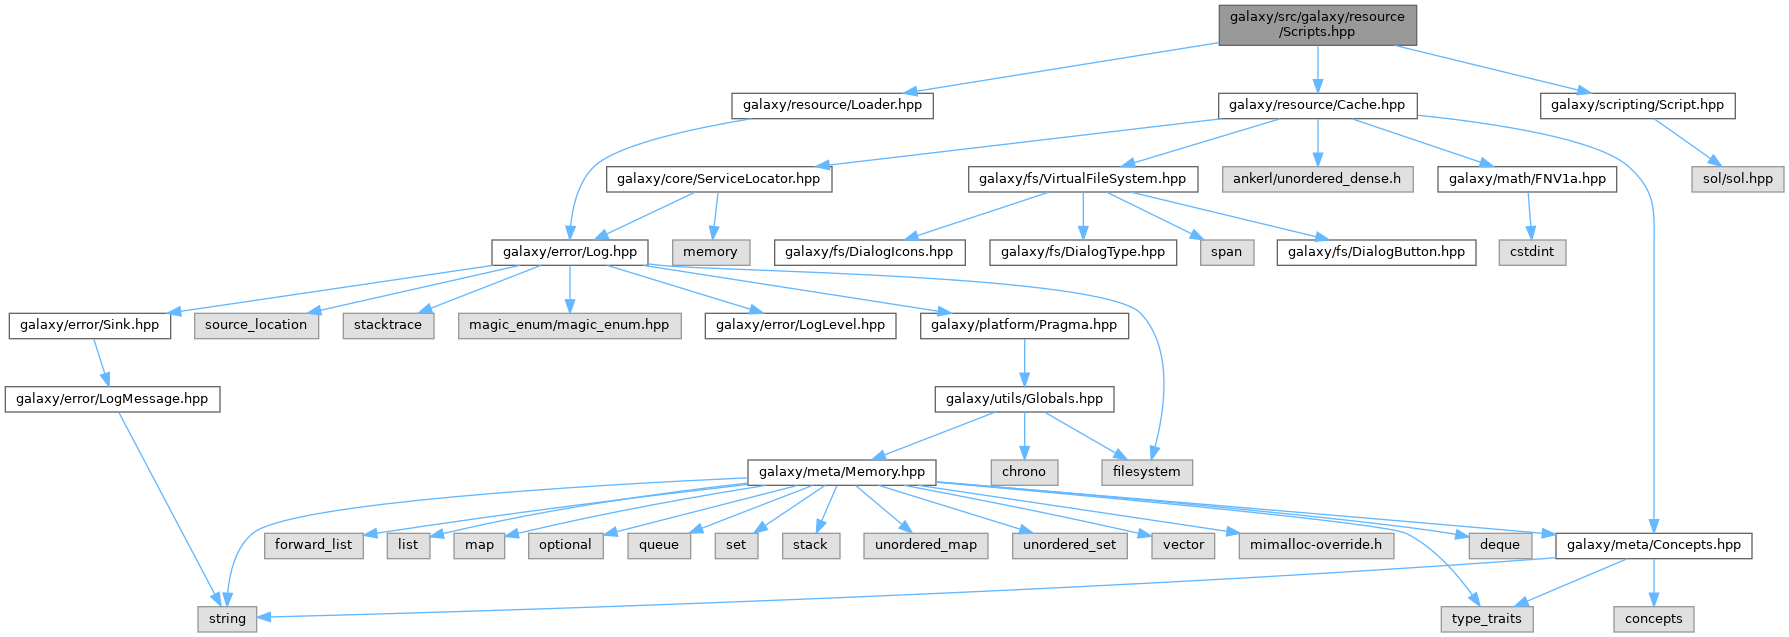 galaxy/src/galaxy/resource
/Scripts.hpp
galaxy/resource/Loader.hpp
galaxy/resource/Cache.hpp
galaxy/scripting/Script.hpp
galaxy/core/ServiceLocator.hpp
galaxy/fs/VirtualFileSystem.hpp
ankerl/unordered_dense.h
galaxy/math/FNV1a.hpp
sol/sol.hpp
galaxy/error/Log.hpp
memory
galaxy/fs/DialogIcons.hpp
galaxy/fs/DialogType.hpp
span
galaxy/fs/DialogButton.hpp
cstdint
galaxy/error/Sink.hpp
source_location
stacktrace
magic_enum/magic_enum.hpp
galaxy/error/LogLevel.hpp
galaxy/platform/Pragma.hpp
galaxy/error/LogMessage.hpp
galaxy/utils/Globals.hpp
galaxy/meta/Memory.hpp
chrono
filesystem
forward_list
list
map
optional
queue
set
stack
unordered_map
unordered_set
vector
mimalloc-override.h
deque
galaxy/meta/Concepts.hpp
string
type_traits
concepts